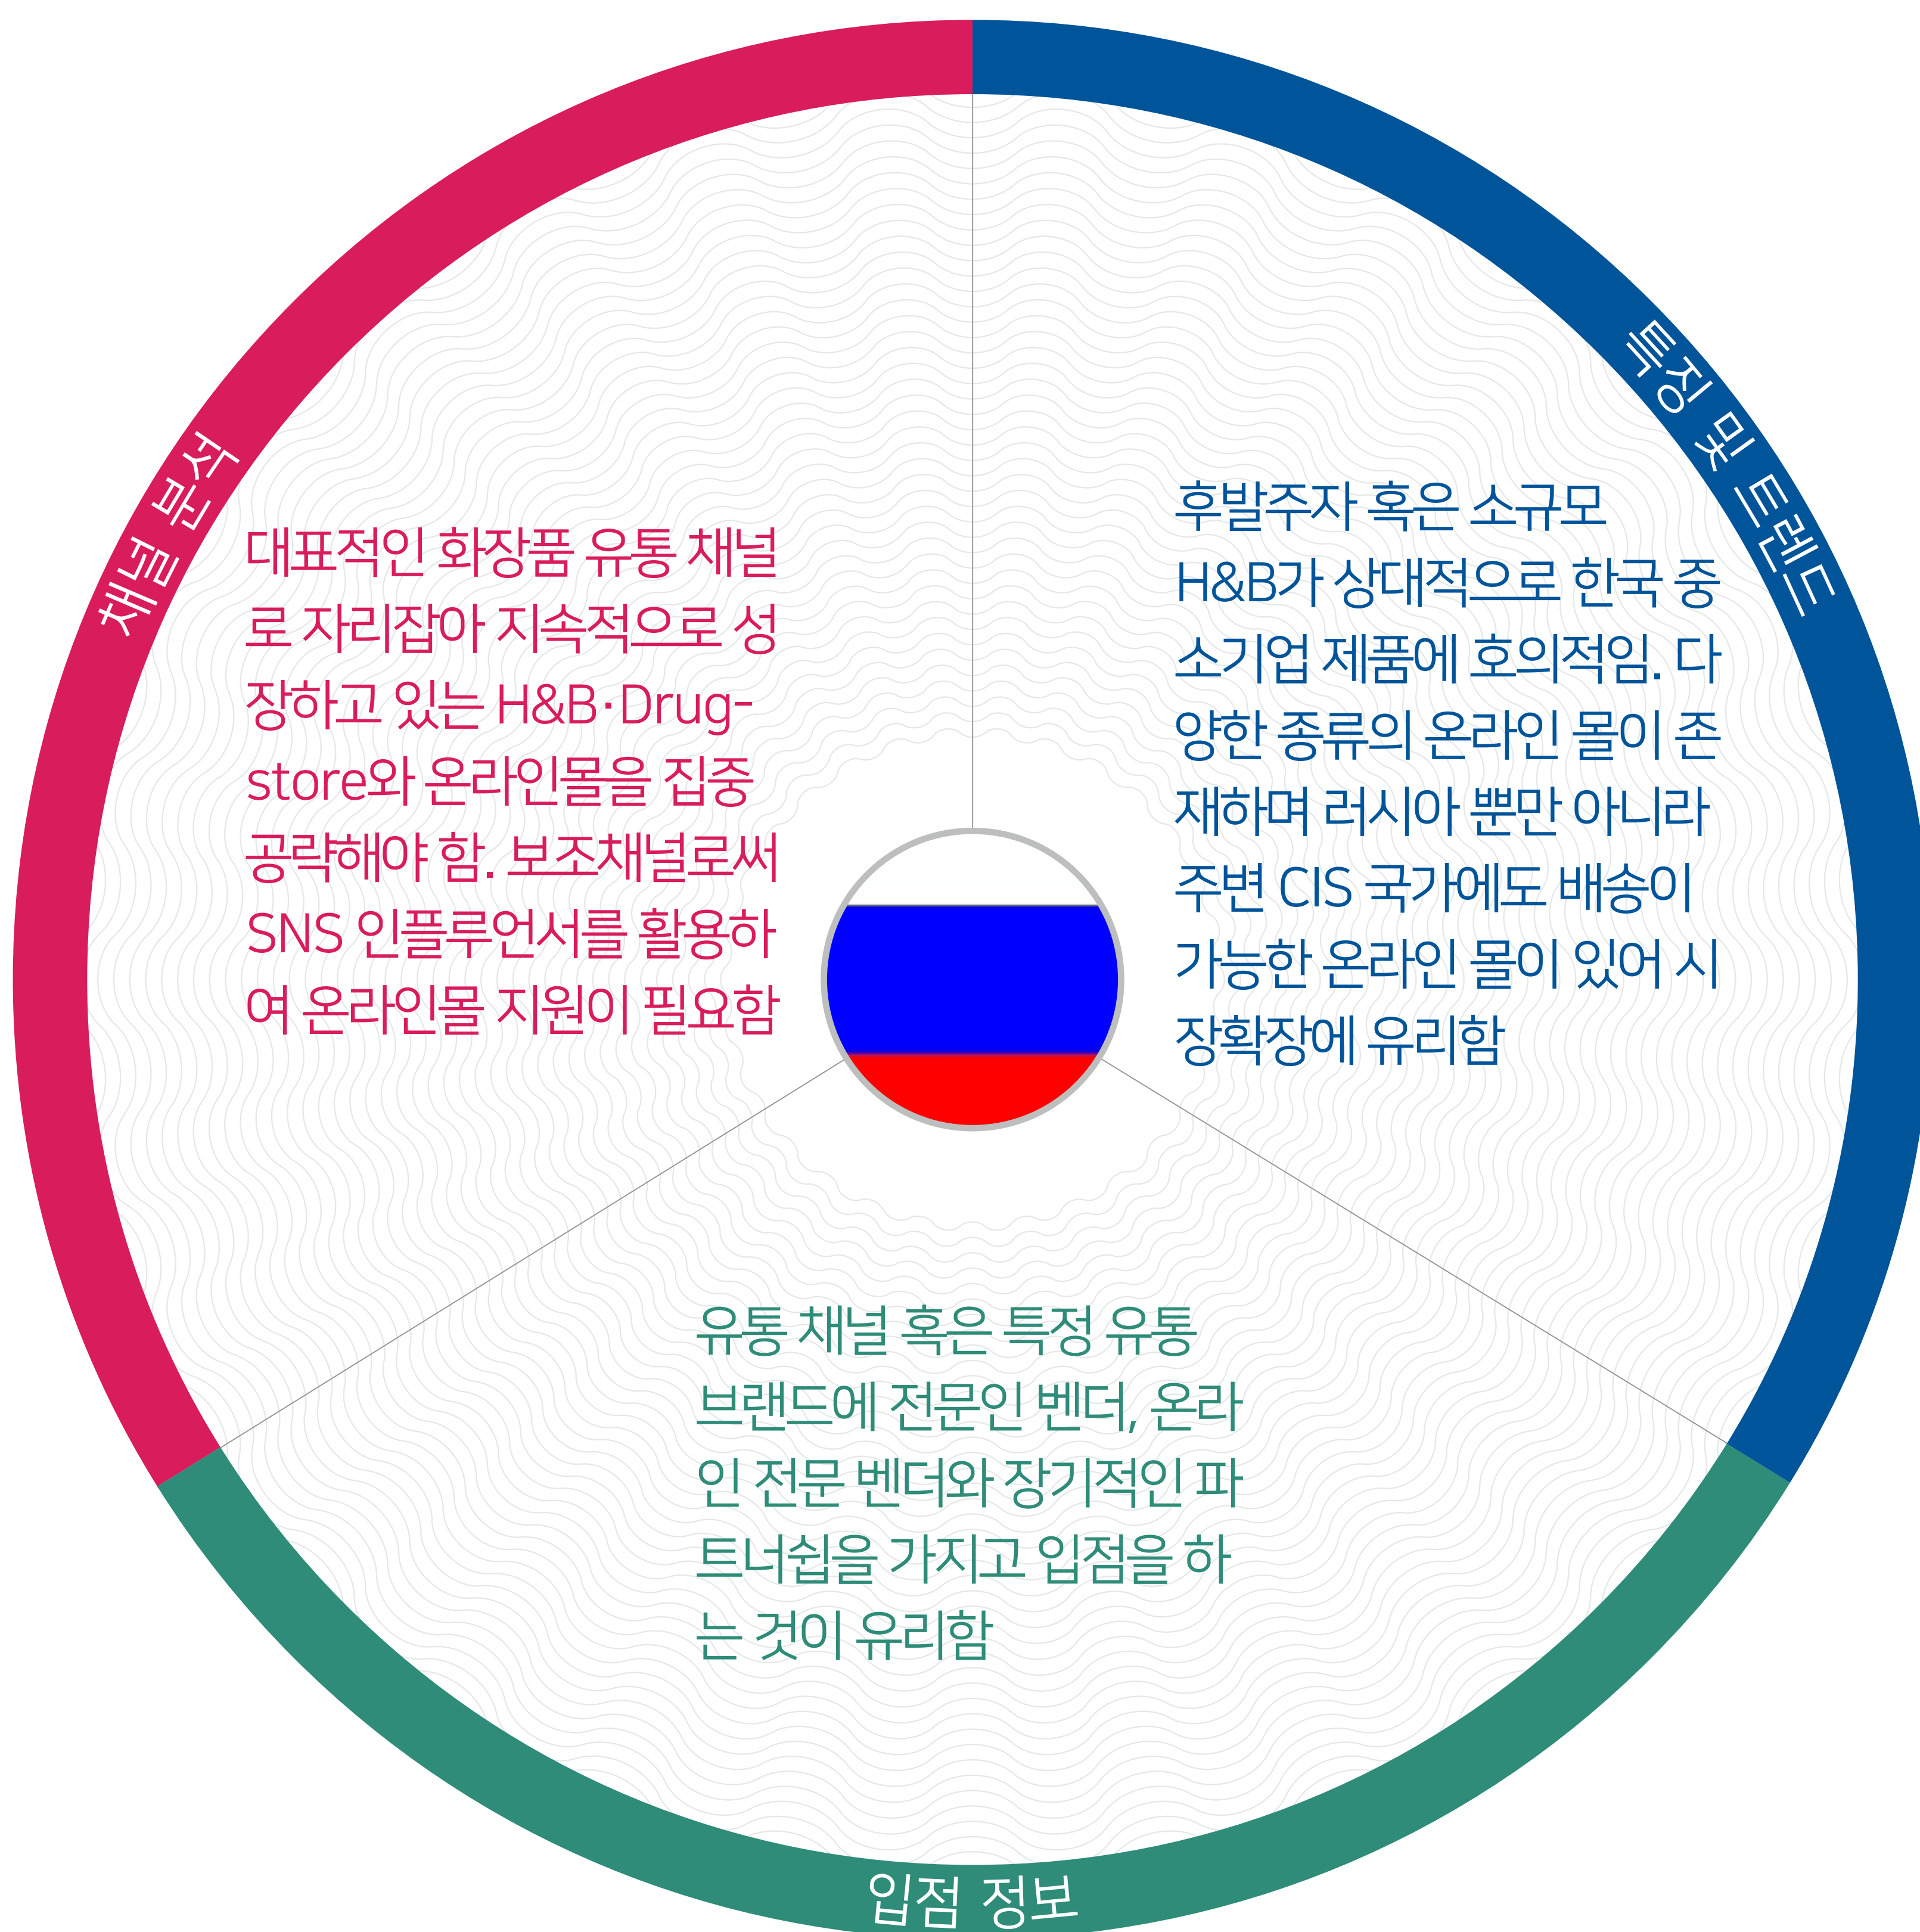 채널 분석
대표적인 화장품 유통 채널
로 자리잡아 지속적으로 성
장하고 있는 H&B·Drug-
store와 온라인몰을 집중
공략해야 함. 보조채널로써
SNS 인플루언서를 활용하
여 온라인몰 지원이 필요함
특징 및 트렌드
후발주자 혹은 소규모
H&B가 상대적으로 한국 중
소기업 제품에 호의적임. 다
양한 종류의 온라인 몰이 존
재하며 러시아 뿐만 아니라
주변 CIS 국가에도 배송이
가능한 온라인 몰이 있어 시
장확장에 유리함
유통 채널 혹은 특정 유통
브랜드에 전문인 벤더, 온라
인 전문 벤더와 장기적인 파
트너쉽을 가지고 입점을 하
는 것이 유리함
입점 정보